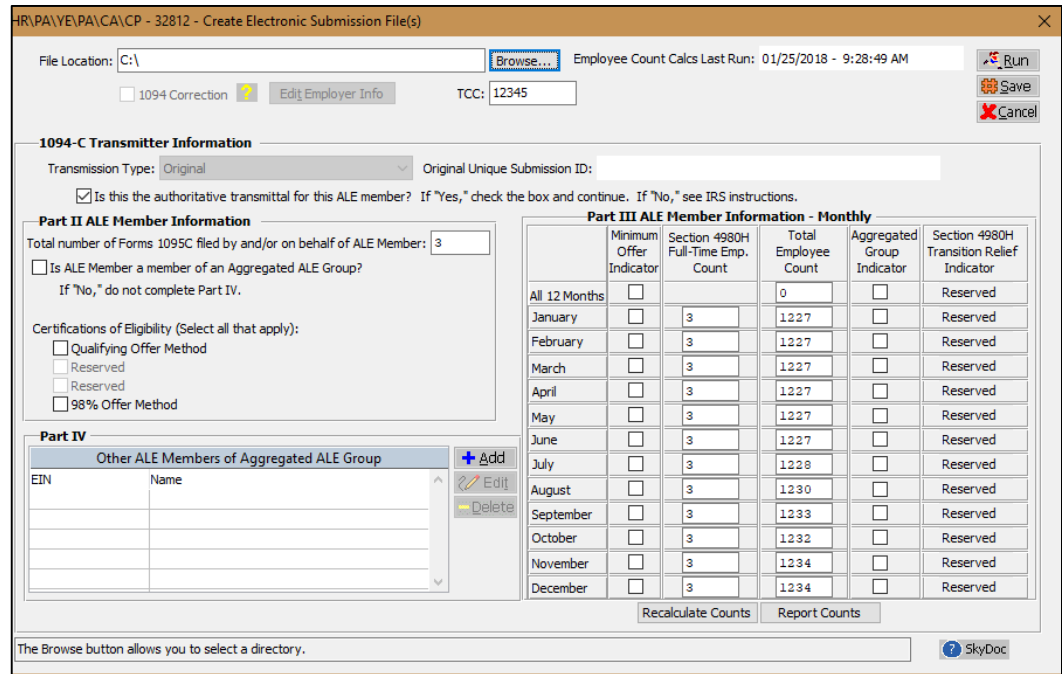 HR\PA\YE\PA\CA\CP - 32812 - Create Electronic Submission File(s)
File Location: C:\ Browse... Employee Count Calcs Last Run: 01/25/2018 - 9:28:49 AM Run
1094 Correction ? Edit Employer Info TCC: 12345 Save
Cancel
1094-C Transmitter Information
Transmission Type: Original Original Unique Submission ID:
Is this the authoritative transmittal for this ALE member? If "Yes," check the box and continue. If "No," see IRS instructions.
Part II ALE Member Information
Total number of Forms 1095C filed by and/or on behalf of ALE Member: 3
Is ALE Member a member of an Aggregated ALE Group?
If "No," do not complete Part IV.
Certifications of Eligibility (Select all that apply):
Qualifying Offer Method
Reserved
Reserved
98% Offer Method
Part IV
Other ALE Members of Aggregated ALE Group
EIN Name
Add
Edit
Delete
Part III ALE Member Information - Monthly
Minimum Offer Indicator Section 4980H Full-Time Emp. Count Total Employee Count Aggregated Group Indicator Section 4980H Transition Relief Indicator
All 12 Months 0 Reserved
January 3 1227 Reserved
February 3 1227 Reserved
March 3 1227 Reserved
April 3 1227 Reserved
May 3 1227 Reserved
June 3 1227 Reserved
July 3 1228 Reserved
August 3 1230 Reserved
September 3 1233 Reserved
October 3 1232 Reserved
November 3 1234 Reserved
December 3 1234 Reserved
Recalculate Counts Report Counts
The Browse button allows you to select a directory. ? SkyDoc